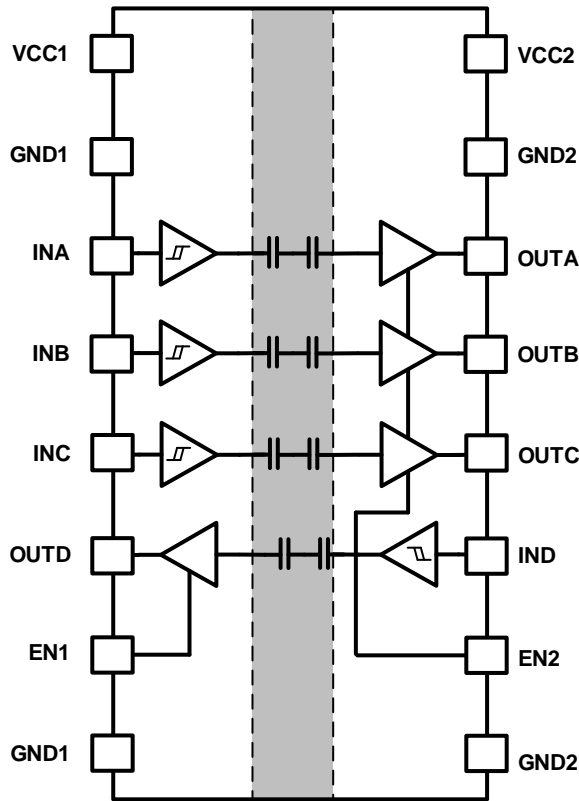 VCC1
VCC2
GND1
GND2
INA
OUTA
INB
OUTB
INC
OUTC
OUTD
IND
EN1
EN2
GND1
GND2